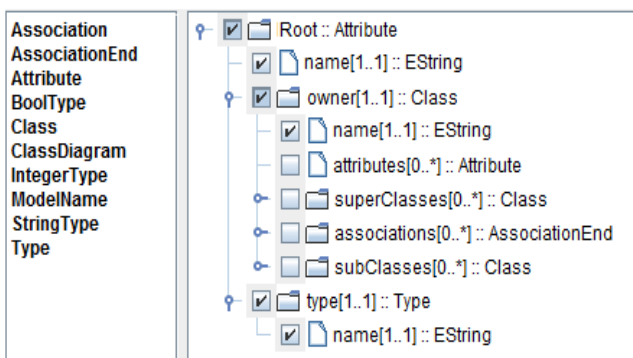 Association
AssociationEnd
Attribute
BoolType
Class
ClassDiagram
IntegerType
ModelName
StringType
Type
Root :: Attribute
name[1..1] :: EString
owner[1..1] :: Class
name[1..1] :: EString
attributes[0..*] :: Attribute
superClasses[0..*] :: Class
associations[0..*] :: AssociationEnd
subClasses[0..*] :: Class
type[1..1] :: Type
name[1..1] :: EString